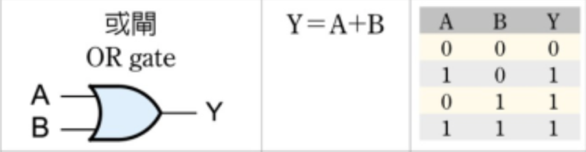 或閘
OR gate
A
B
Y
Y=A+B
A B Y
0 0 0
1 0 1
0 1 1
1 1 1